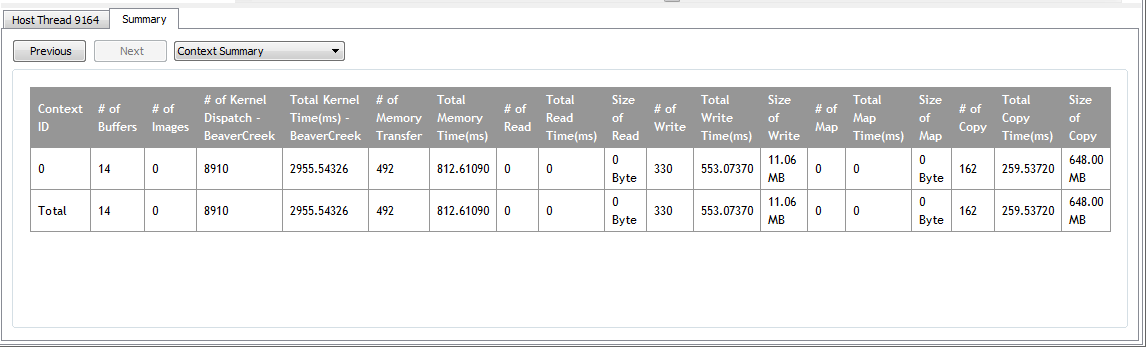 Host Thread 9164 Summary
Previous Next Context Summary
Context ID # of Buffers # of Images # of Kernel Dispatch - BeaverCreek Total Kernel Time(ms) - BeaverCreek # of Memory Transfer Total Memory Time(ms) # of Read Total Read Time(ms) Size of Read # of Write Total Write Time(ms) Size of Write # of Map Total Map Time(ms) Size of Map # of Copy Total Copy Time(ms) Size of Copy
0 14 0 8910 2955.54326 492 812.61090 0 0 0 Byte 330 553.07370 11.06 MB 0 0 0 Byte 162 259.53720 648.00 MB
Total 14 0 8910 2955.54326 492 812.61090 0 0 0 Byte 330 553.07370 11.06 MB 0 0 0 Byte 162 259.53720 648.00 MB